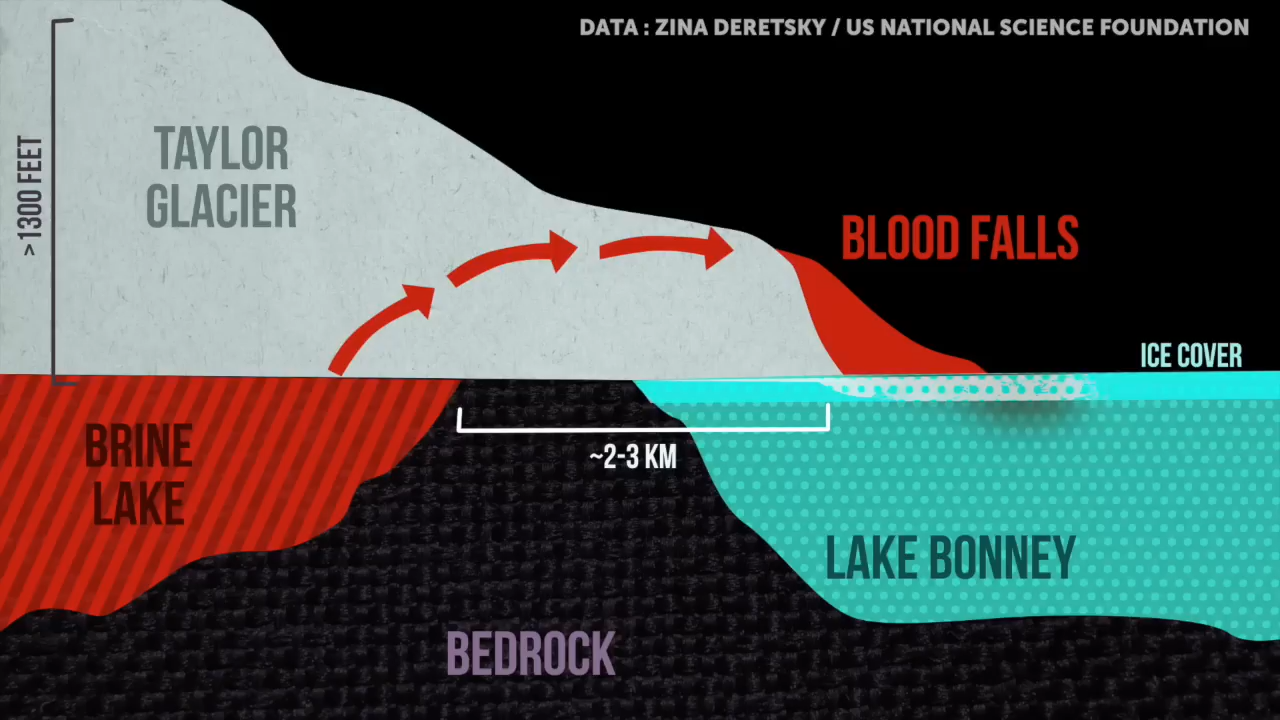 DATA : ZINA DERETSKY / US NATIONAL SCIENCE FOUNDATION
>1300 FEET
TAYLOR
GLACIER
BLOOD FALLS
ICE COVER
BRINE
LAKE
~2-3 KM
LAKE BONNEY
BEDROCK